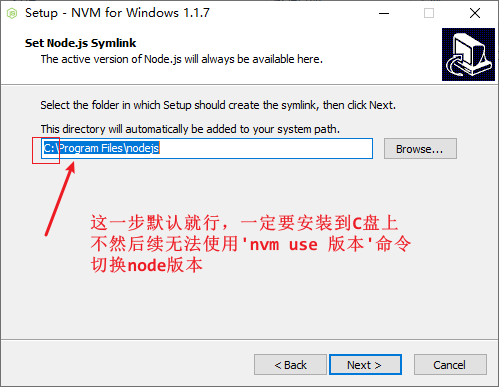 Setup - NVM for Windows 1.1.7
Set Node.js Symlink
The active version of Node.js will always be available here.
Select the folder in which Setup should create the symlink, then click Next.
This directory will automatically be added to your system path.
C:\Program Files\nodejs
Browse...
这一步默认就行，一定要安装到C盘上
不然后续无法使用'nvm use 版本'命令
切换node版本
< Back
Next >
Cancel